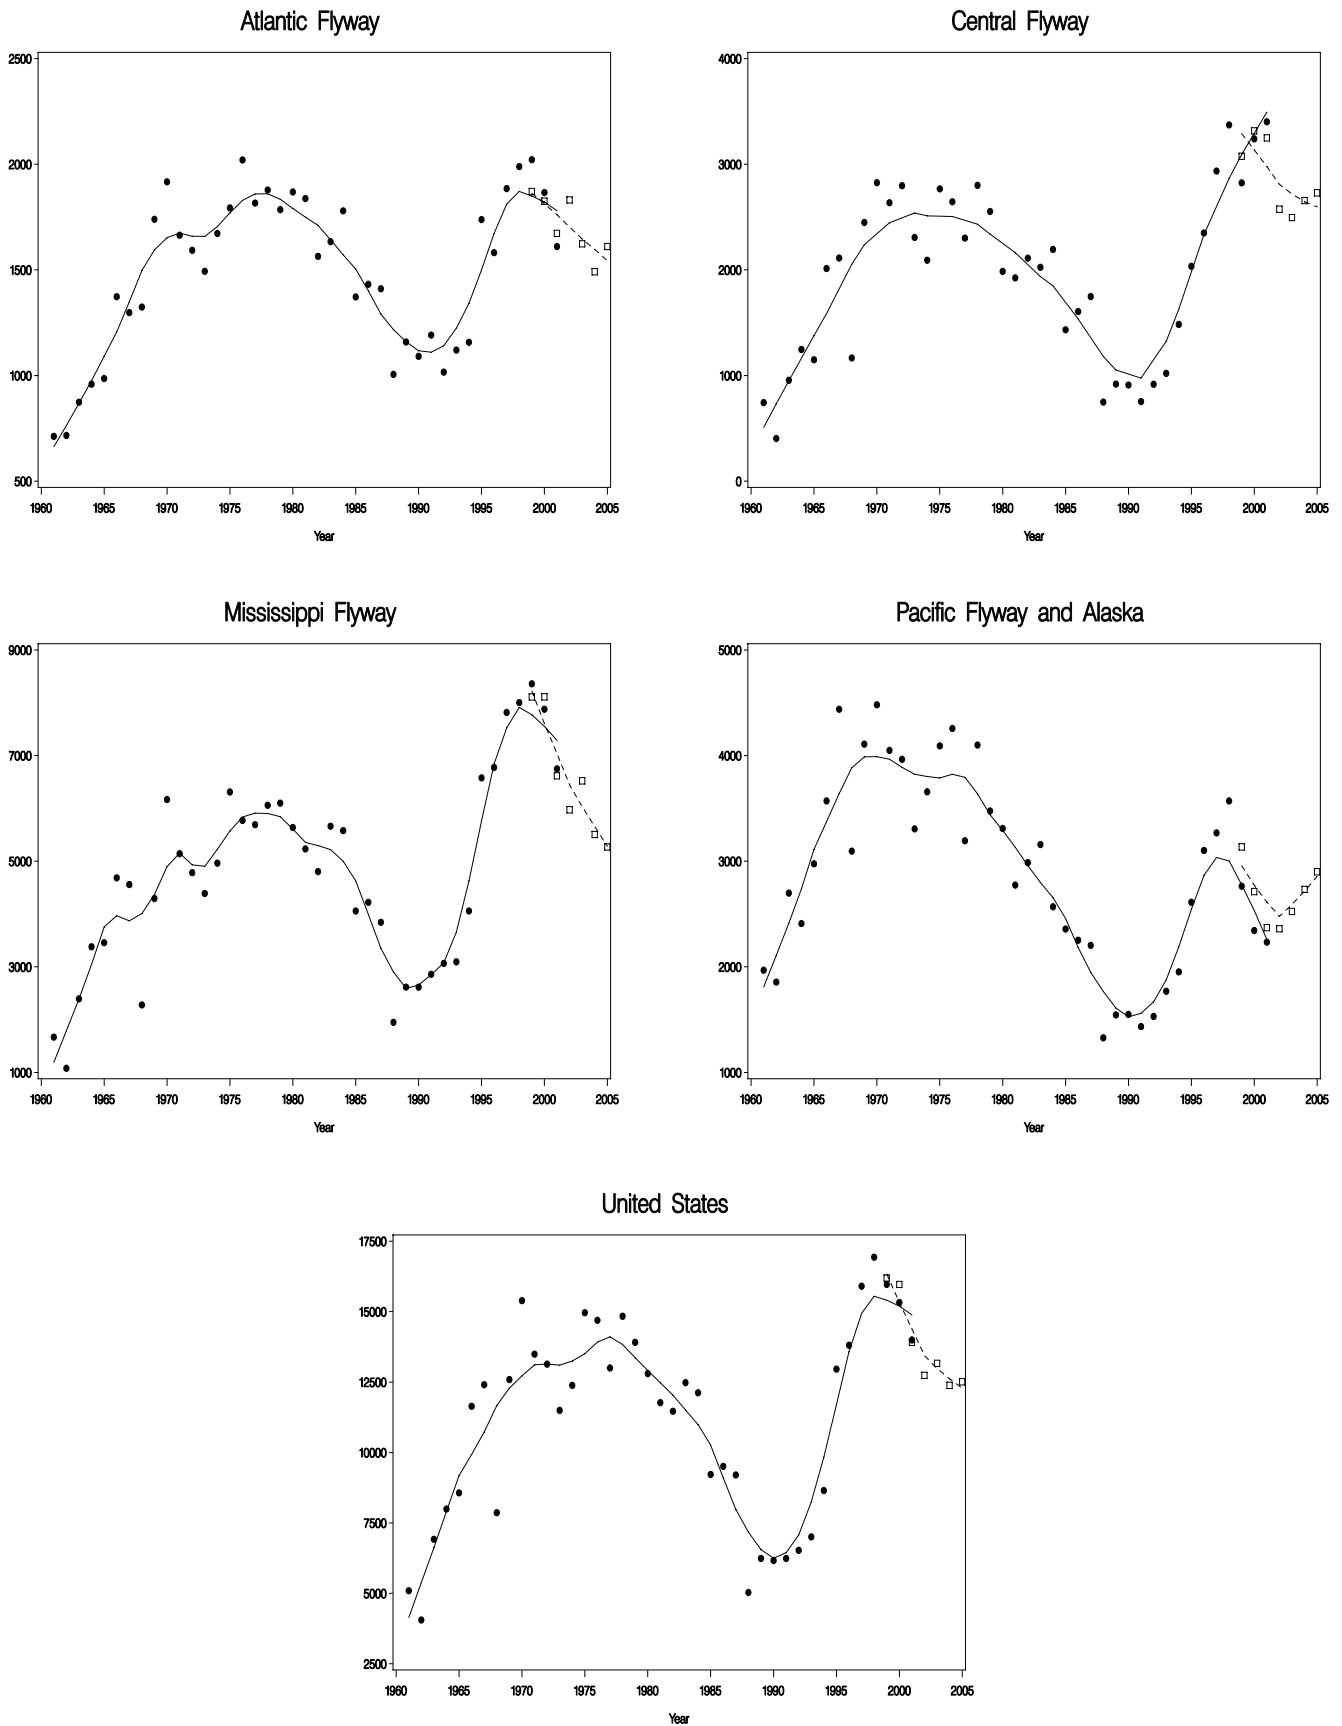 Atlantic Flyway
2500
2000
1500
1000
500
1960 1965 1970 1975 1980 1985 1990 1995 2000 2005
Year
Central Flyway
4000
3000
2000
1000
0
1960 1965 1970 1975 1980 1985 1990 1995 2000 2005
Year
Mississippi Flyway
9000
7000
5000
3000
1000
1960 1965 1970 1975 1980 1985 1990 1995 2000 2005
Year
Pacific Flyway and Alaska
5000
4000
3000
2000
1000
1960 1965 1970 1975 1980 1985 1990 1995 2000 2005
Year
United States
17500
15000
12500
10000
7500
5000
2500
1960 1965 1970 1975 1980 1985 1990 1995 2000 2005
Year